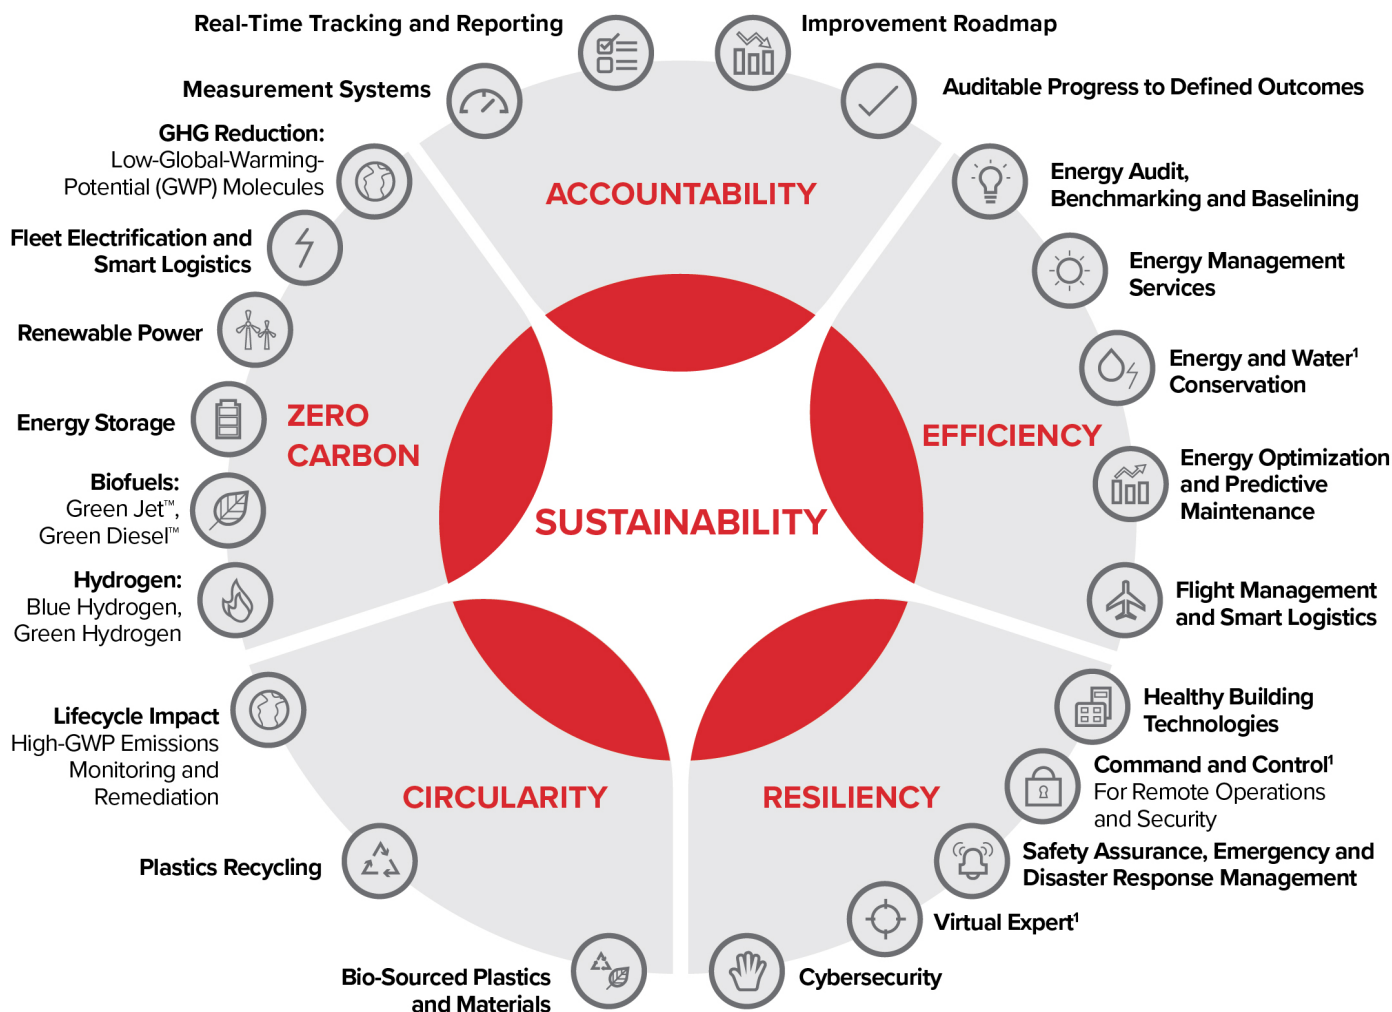 Real-Time Tracking and Reporting
Improvement Roadmap
Measurement Systems
Auditable Progress to Defined Outcomes
ACCOUNTABILITY
GHG Reduction:
Low-Global-Warming-
Potential (GWP) Molecules
Fleet Electrification and
Smart Logistics
Renewable Power
Energy Storage
Biofuels:
Green Jet™,
Green Diesel™
Hydrogen:
Blue Hydrogen,
Green Hydrogen
ZERO
CARBON
Energy Audit,
Benchmarking and Baselining
Energy Management
Services
Energy and Water¹
Conservation
Energy Optimization
and Predictive
Maintenance
Flight Management
and Smart Logistics
EFFICIENCY
SUSTAINABILITY
Lifecycle Impact
High-GWP Emissions
Monitoring and
Remediation
Plastics Recycling
Bio-Sourced Plastics
and Materials
CIRCULARITY
RESILIENCY
Healthy Building
Technologies
Command and Control¹
For Remote Operations
and Security
Safety Assurance, Emergency and
Disaster Response Management
Virtual Expert¹
Cybersecurity